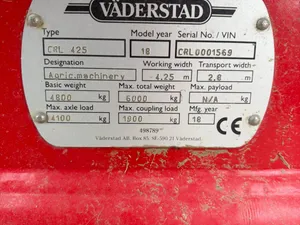 VÄDERSTAD
Type Model year Serial No./ VIN
CRL 425 18 CRL0001569
Designation Working width Transport width
Agric.machinery 4.25 m 2.8 m
Basic weight Max. total weight Max. payload
4800 kg 6000 kg N/A kg
Max. axle load Max. coupling load Mfg year
4100 kg 1900 kg 18 CE
498789
Väderstad AB, Box 85, SE-590 21 Väderstad